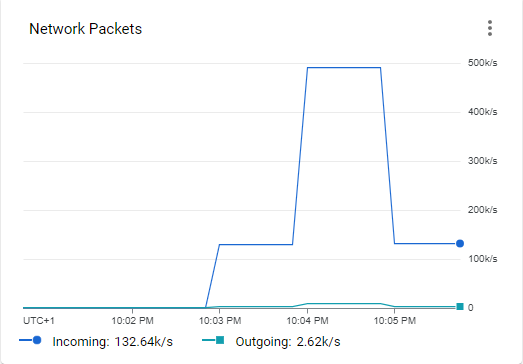 Network Packets
500k/s
400k/s
300k/s
200k/s
100k/s
0
UTC+1 10:02 PM 10:03 PM 10:04 PM 10:05 PM
Incoming: 132.64k/s Outgoing: 2.62k/s